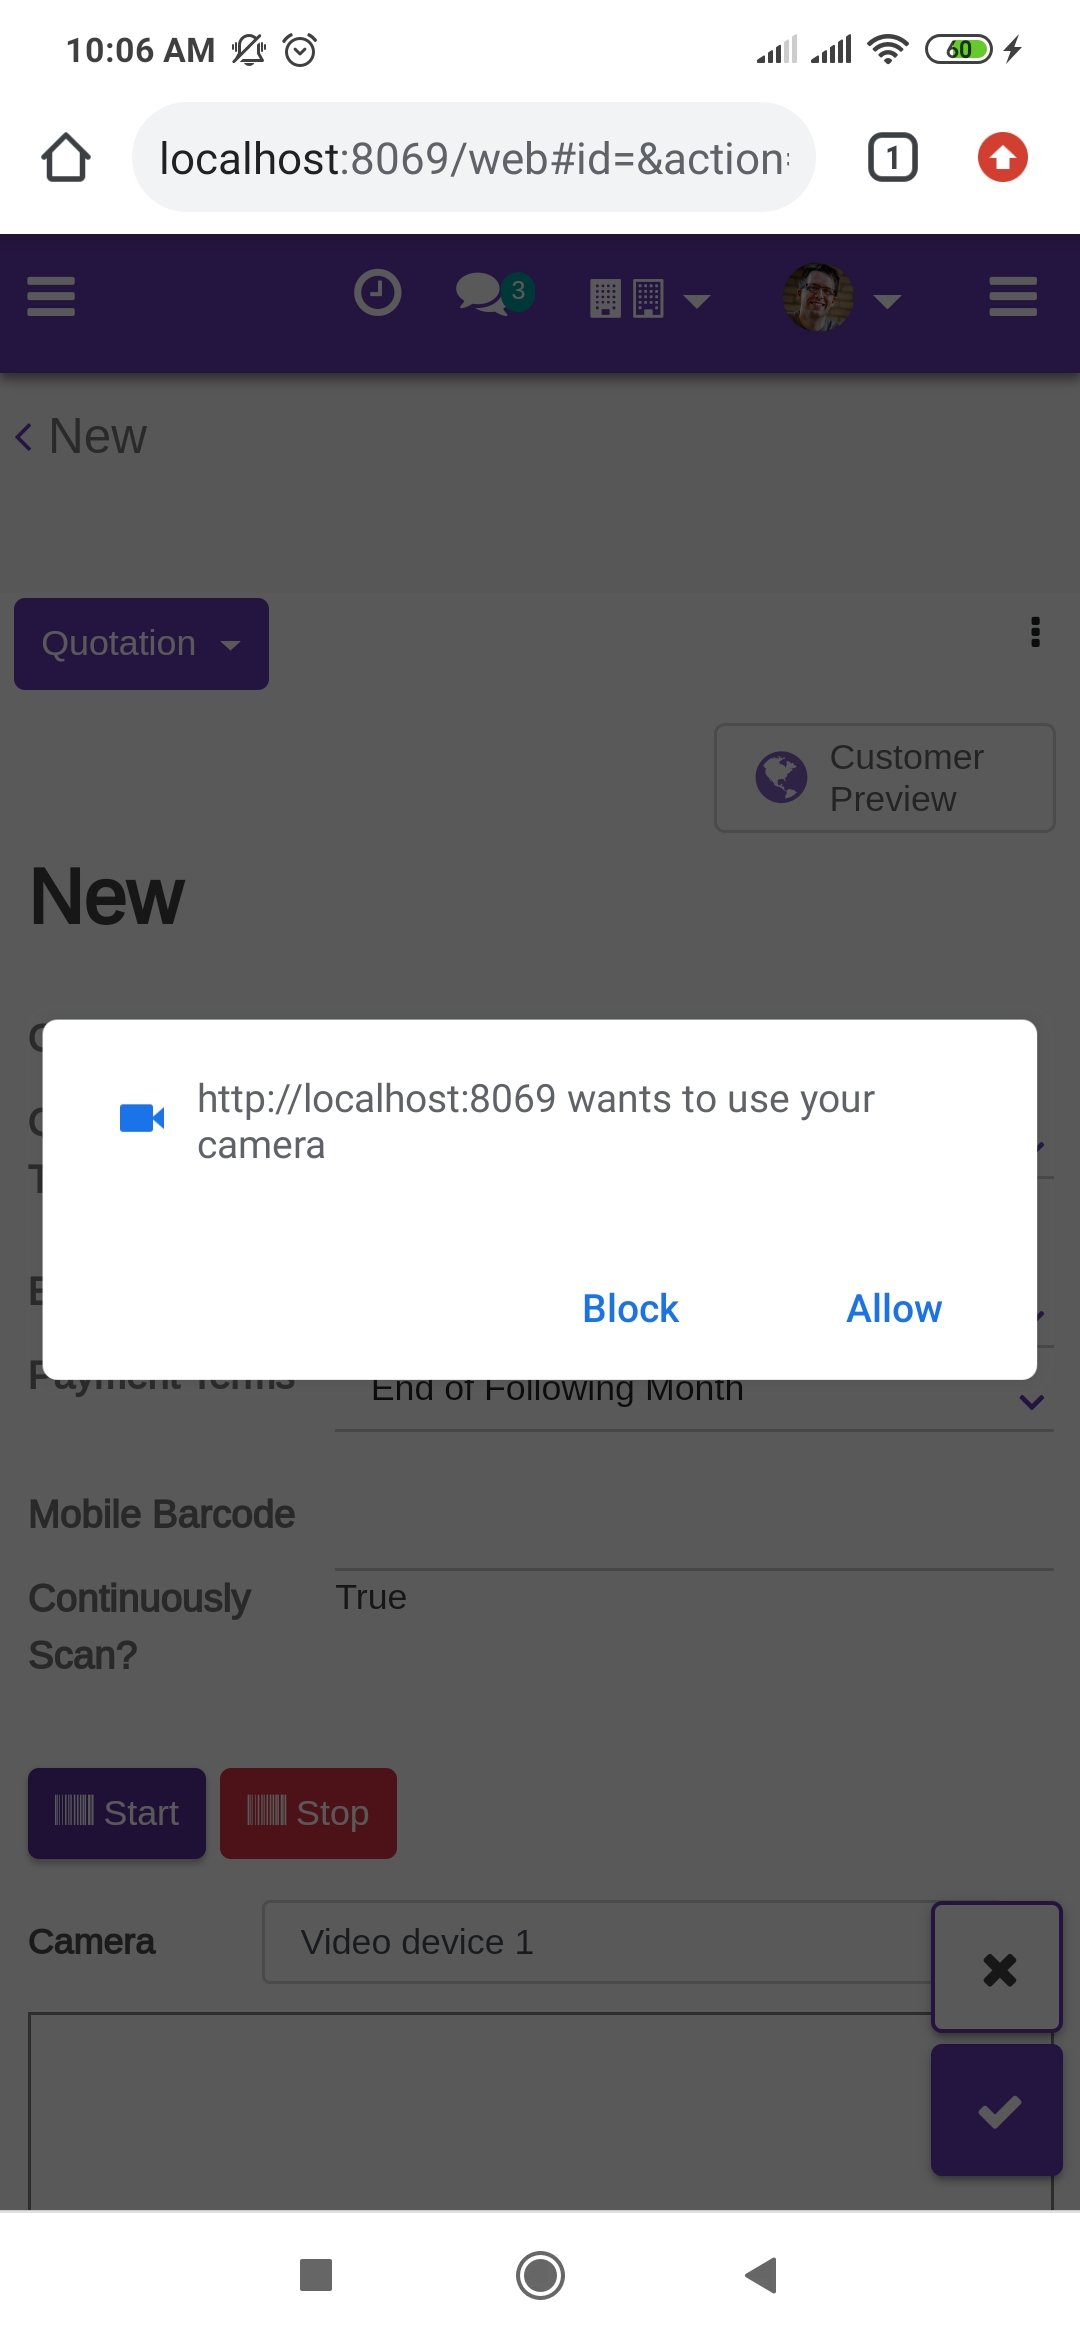 10:06 AM
60
localhost:8069/web#id=&action
1
3
New
Quotation
Customer
Preview
New
http://localhost:8069 wants to use your
camera
Block
Allow
Payment Terms
End of Following Month
Mobile Barcode
Continuously
Scan?
True
Start
Stop
Camera
Video device 1